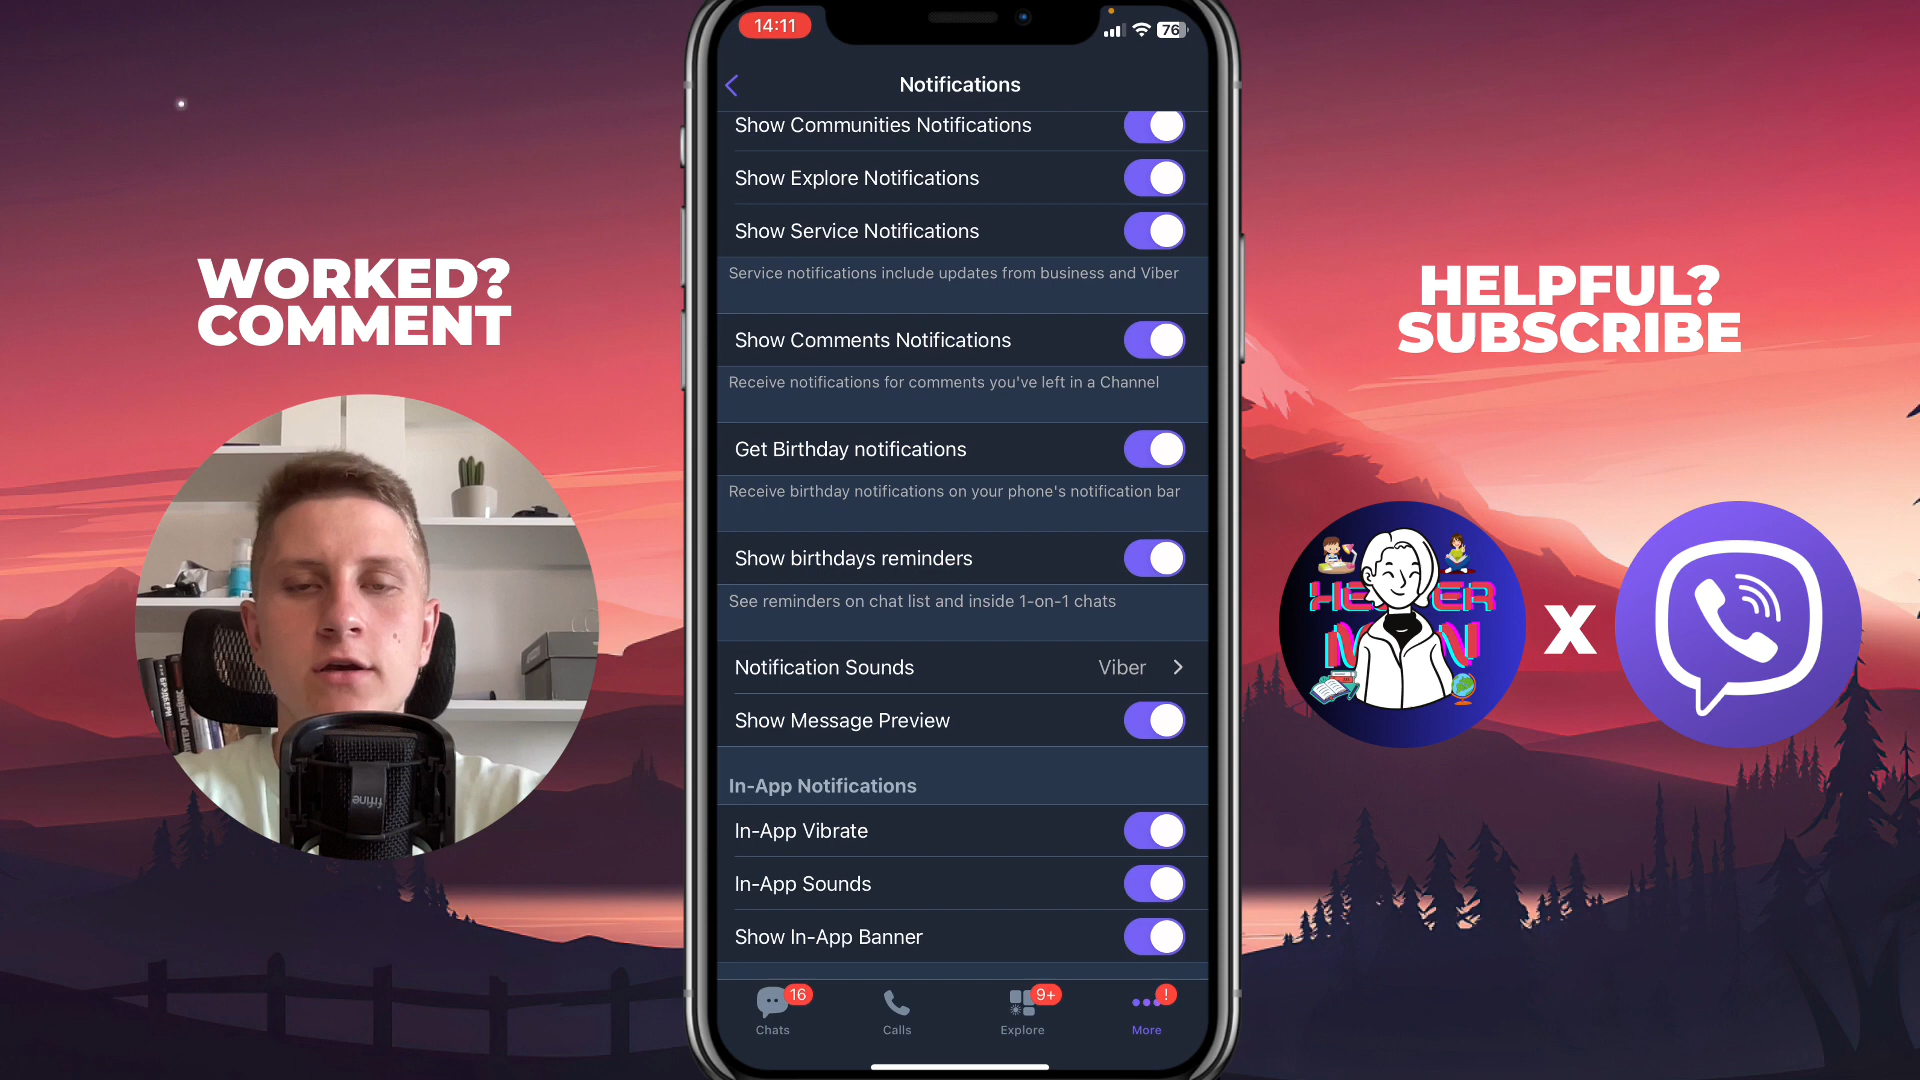 14:11
76
Notifications
Show Communities Notifications
Show Explore Notifications
Show Service Notifications
Service notifications include updates from business and Viber
Show Comments Notifications
Receive notifications for comments you've left in a Channel
Get Birthday notifications
Receive birthday notifications on your phone's notification bar
Show birthdays reminders
See reminders on chat list and inside 1-on-1 chats
Notification Sounds Viber
Show Message Preview
In-App Notifications
In-App Vibrate
In-App Sounds
Show In-App Banner
16
9+
!
Chats
Calls
Explore
More
WORKED?
COMMENT
fifine
HELPFUL?
SUBSCRIBE
X